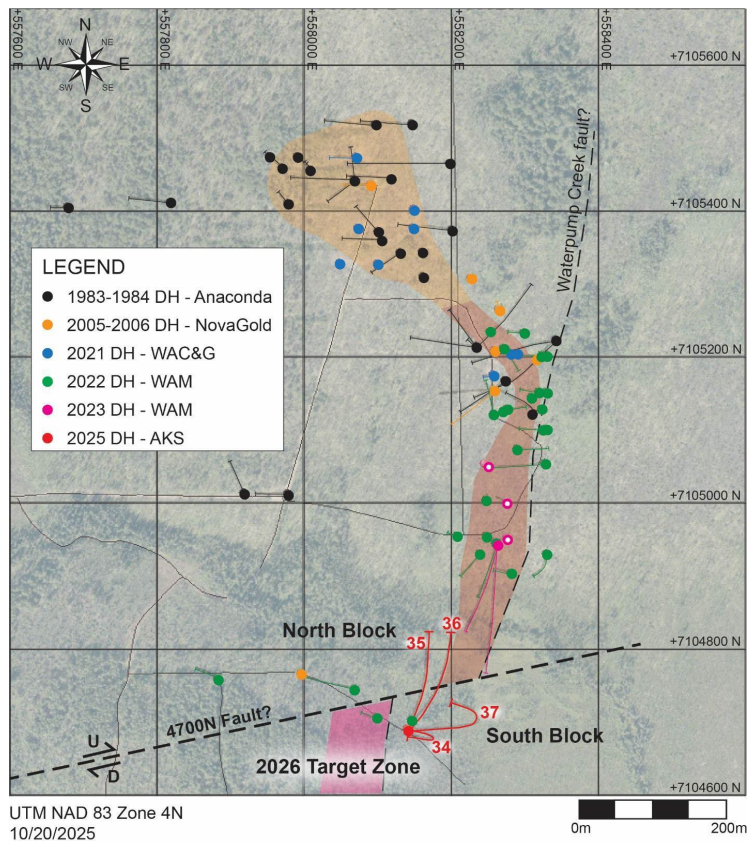 +557600 E
+557800 E
+558000 E
+558200 E
+558400 E
N
NW
NE
W
E
SW
SE
S
+7105600 N
Waterpump Creek fault?
+7105400 N
LEGEND
1983-1984 DH - Anaconda
2005-2006 DH - NovaGold
2021 DH - WAC&G
2022 DH - WAM
2023 DH - WAM
2025 DH - AKS
+7105200 N
+7105000 N
North Block
36
35
+7104800 N
37
4700N Fault?
South Block
34
U
D
2026 Target Zone
+7104600 N
UTM NAD 83 Zone 4N
10/20/2025
0m
200m